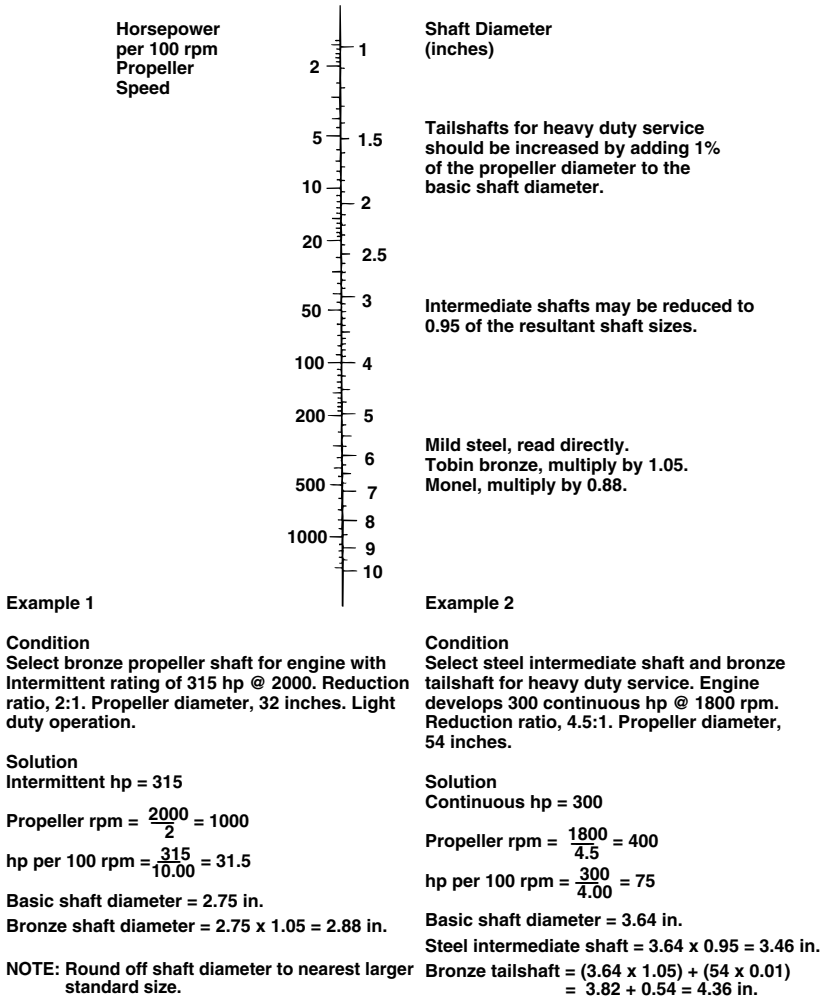 Horsepower
per 100 rpm
Propeller
Speed
Shaft Diameter
(inches)
1
2
5
1.5
10
2
20
2.5
3
50
100
4
200
5
6
500
7
8
1000
9
10
Tailshafts for heavy duty service
should be increased by adding 1%
of the propeller diameter to the
basic shaft diameter.
Intermediate shafts may be reduced to
0.95 of the resultant shaft sizes.
Mild steel, read directly.
Tobin bronze, multiply by 1.05.
Monel, multiply by 0.88.
Example 1
Condition
Select bronze propeller shaft for engine with
Intermittent rating of 315 hp @ 2000. Reduction
ratio, 2:1. Propeller diameter, 32 inches. Light
duty operation.
Solution
Intermittent hp = 315
Propeller rpm = 2000/2 = 1000
hp per 100 rpm = 315/10.00 = 31.5
Basic shaft diameter = 2.75 in.
Bronze shaft diameter = 2.75 x 1.05 = 2.88 in.
NOTE: Round off shaft diameter to nearest larger
standard size.
Example 2
Condition
Select steel intermediate shaft and bronze
tailshaft for heavy duty service. Engine
develops 300 continuous hp @ 1800 rpm.
Reduction ratio, 4.5:1. Propeller diameter,
54 inches.
Solution
Continuous hp = 300
Propeller rpm = 1800/4.5 = 400
hp per 100 rpm = 300/4.00 = 75
Basic shaft diameter = 3.64 in.
Steel intermediate shaft = 3.64 x 0.95 = 3.46 in.
Bronze tailshaft = (3.64 x 1.05) + (54 x 0.01)
= 3.82 + 0.54 = 4.36 in.